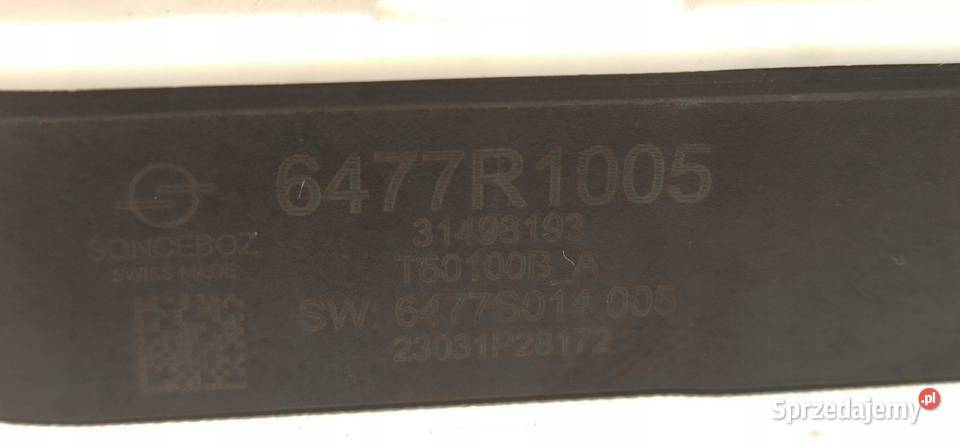 6477R1005
31498193
SONCEBOZ
T60100B_A
SWISS MADE
SW: 6477S014.005
23031P28172
Sprzedajemy.pl